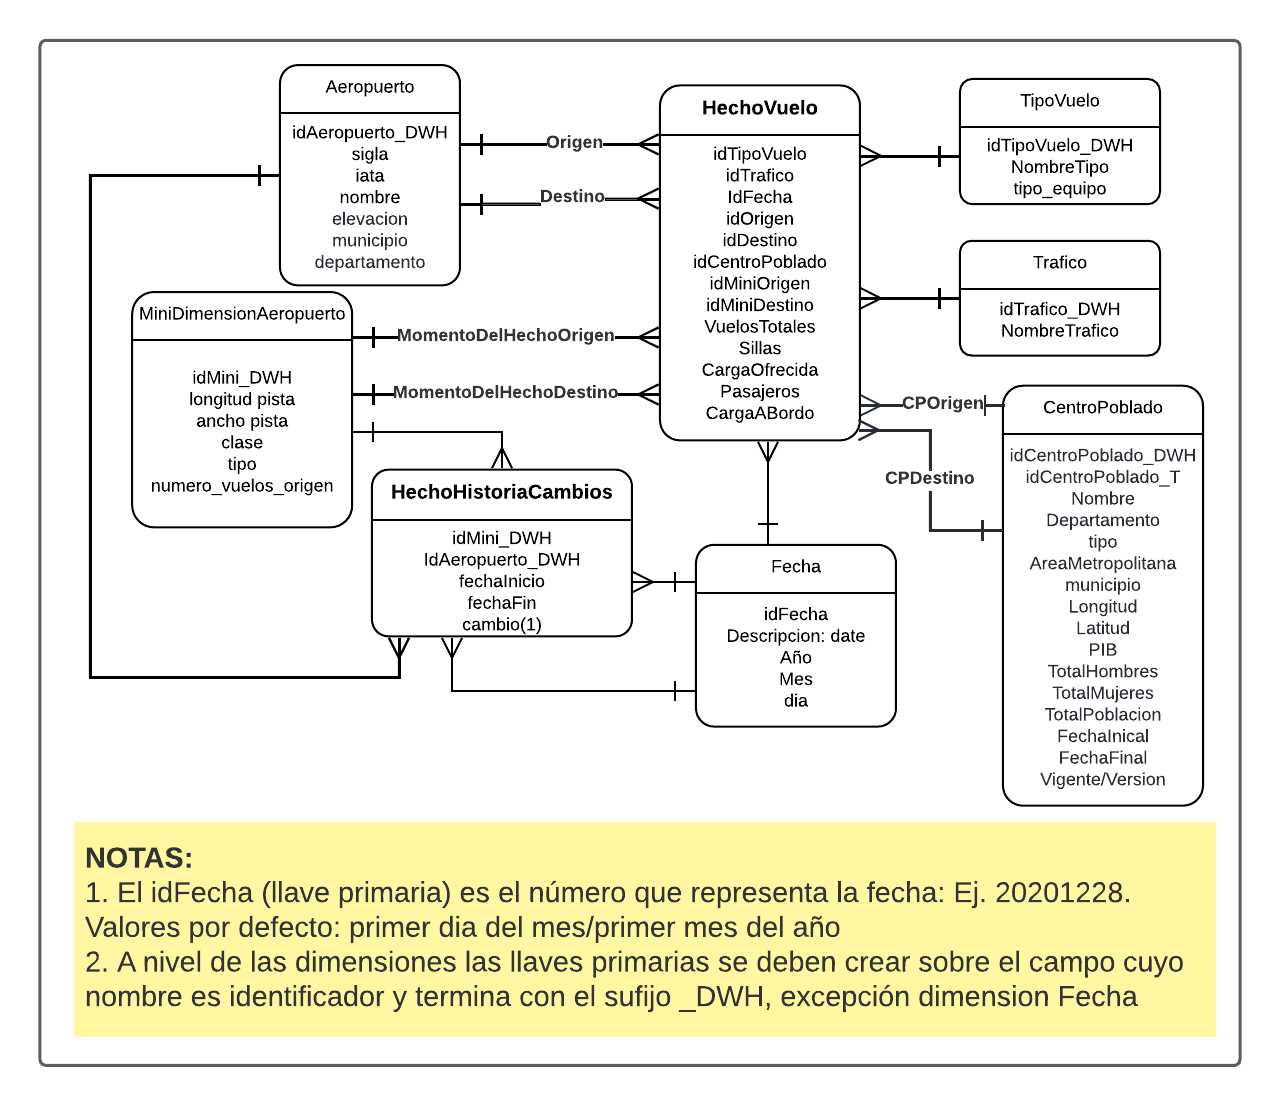 Aeropuerto
idAeropuerto_DWH
sigla
iata
nombre
elevacion
municipio
departamento
Origen
Destino
HechoVuelo
idTipoVuelo
idTrafico
IdFecha
idOrigen
idDestino
idCentroPoblado
idMiniOrigen
idMiniDestino
VuelosTotales
Sillas
CargaOfrecida
Pasajeros
CargaABordo
TipoVuelo
idTipoVuelo_DWH
NombreTipo
tipo_equipo
Trafico
idTrafico_DWH
NombreTrafico
MiniDimensionAeropuerto
idMini_DWH
longitud pista
ancho pista
clase
tipo
numero_vuelos_origen
MomentoDelHechoOrigen
MomentoDelHechoDestino
CPOrigen
CPDestino
CentroPoblado
idCentroPoblado_DWH
idCentroPoblado_T
Nombre
Departamento
tipo
AreaMetropolitana
municipio
Longitud
Latitud
PIB
TotalHombres
TotalMujeres
TotalPoblacion
FechaInical
FechaFinal
Vigente/Version
HechoHistoriaCambios
idMini_DWH
IdAeropuerto_DWH
fechaInicio
fechaFin
cambio(1)
Fecha
idFecha
Descripcion: date
Año
Mes
dia
NOTAS:
1. El idFecha (llave primaria) es el número que representa la fecha: Ej. 20201228.
Valores por defecto: primer dia del mes/primer mes del año
2. A nivel de las dimensiones las llaves primarias se deben crear sobre el campo cuyo
nombre es identificador y termina con el sufijo _DWH, excepción dimension Fecha